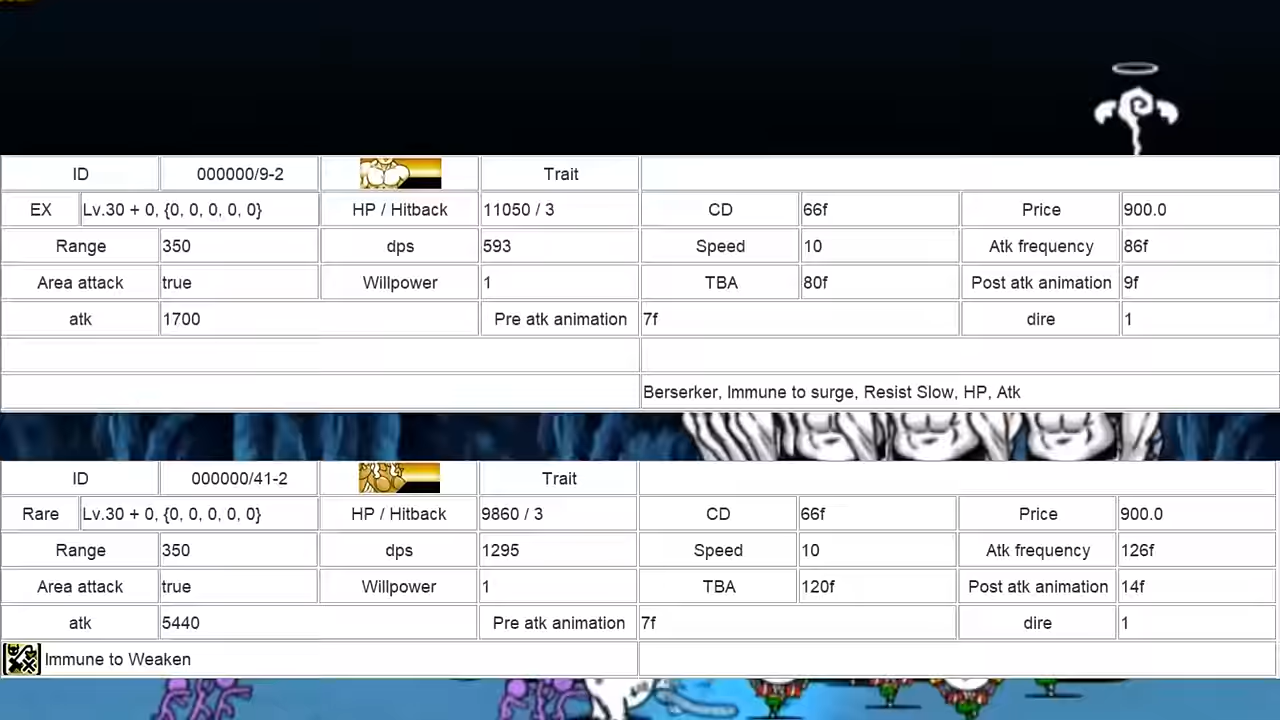 ID 000000/9-2 Trait
EX Lv.30 + 0, {0, 0, 0, 0, 0} HP / Hitback 11050 / 3 CD 66f Price 900.0
Range 350 dps 593 Speed 10 Atk frequency 86f
Area attack true Willpower 1 TBA 80f Post atk animation 9f
atk 1700 Pre atk animation 7f dire 1
Berserker, Immune to surge, Resist Slow, HP, Atk
ID 000000/41-2 Trait
Rare Lv.30 + 0, {0, 0, 0, 0, 0} HP / Hitback 9860 / 3 CD 66f Price 900.0
Range 350 dps 1295 Speed 10 Atk frequency 126f
Area attack true Willpower 1 TBA 120f Post atk animation 14f
atk 5440 Pre atk animation 7f dire 1
Immune to Weaken